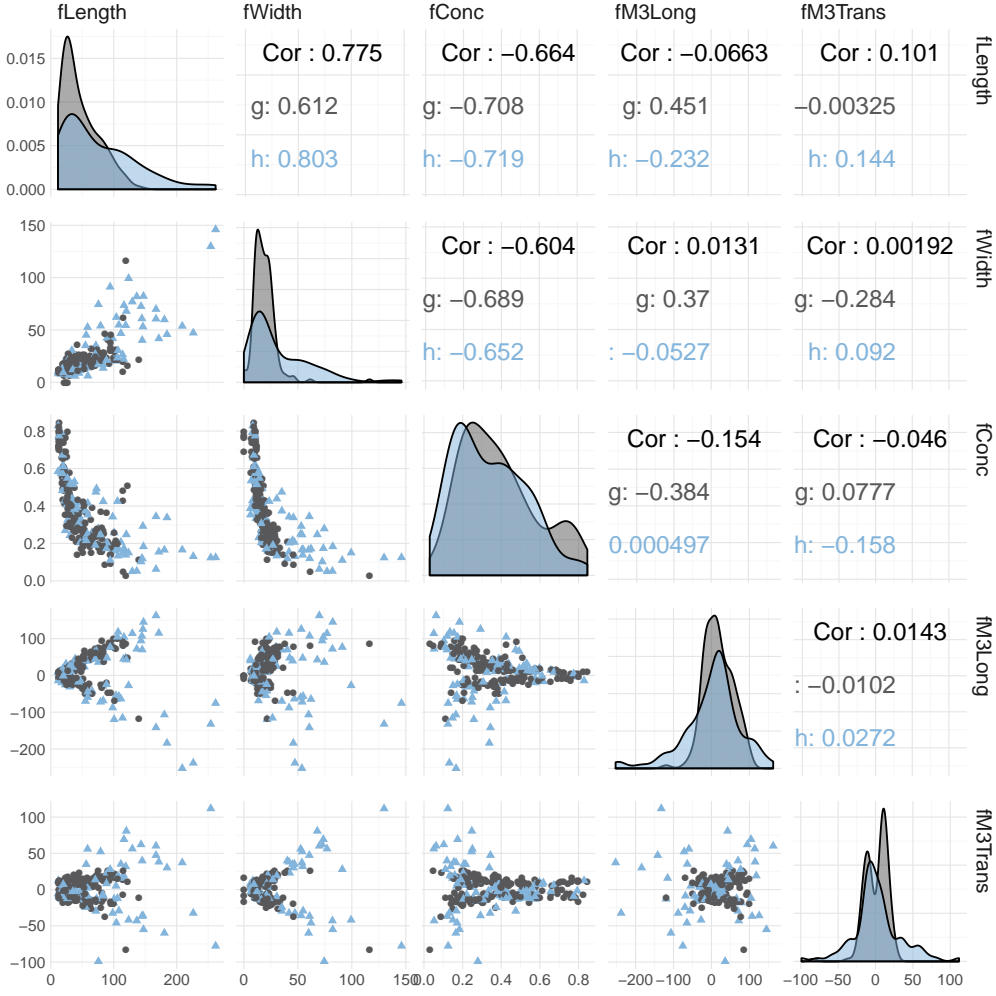 fLength fWidth fConc fM3Long fM3Trans
0.015
0.010
0.005
0.000
Cor : 0.775
g: 0.612
h: 0.803
Cor : −0.664
g: −0.708
h: −0.719
Cor : −0.0663
g: 0.451
h: −0.232
Cor : 0.101
−0.00325
h: 0.144
fLength
150
100
50
0
Cor : −0.604
g: −0.689
h: −0.652
Cor : 0.0131
g: 0.37
: −0.0527
Cor : 0.00192
g: −0.284
h: 0.092
fWidth
0.8
0.6
0.4
0.2
0.0
Cor : −0.154
g: −0.384
0.000497
Cor : −0.046
g: 0.0777
h: −0.158
fConc
100
0
−100
−200
Cor : 0.0143
: −0.0102
h: 0.0272
fM3Long
100
50
0
−50
−100
fM3Trans
0 100 200
0 50 100 150
0.0 0.2 0.4 0.6 0.8
−200 −100 0 100
−100 −50 0 50 100